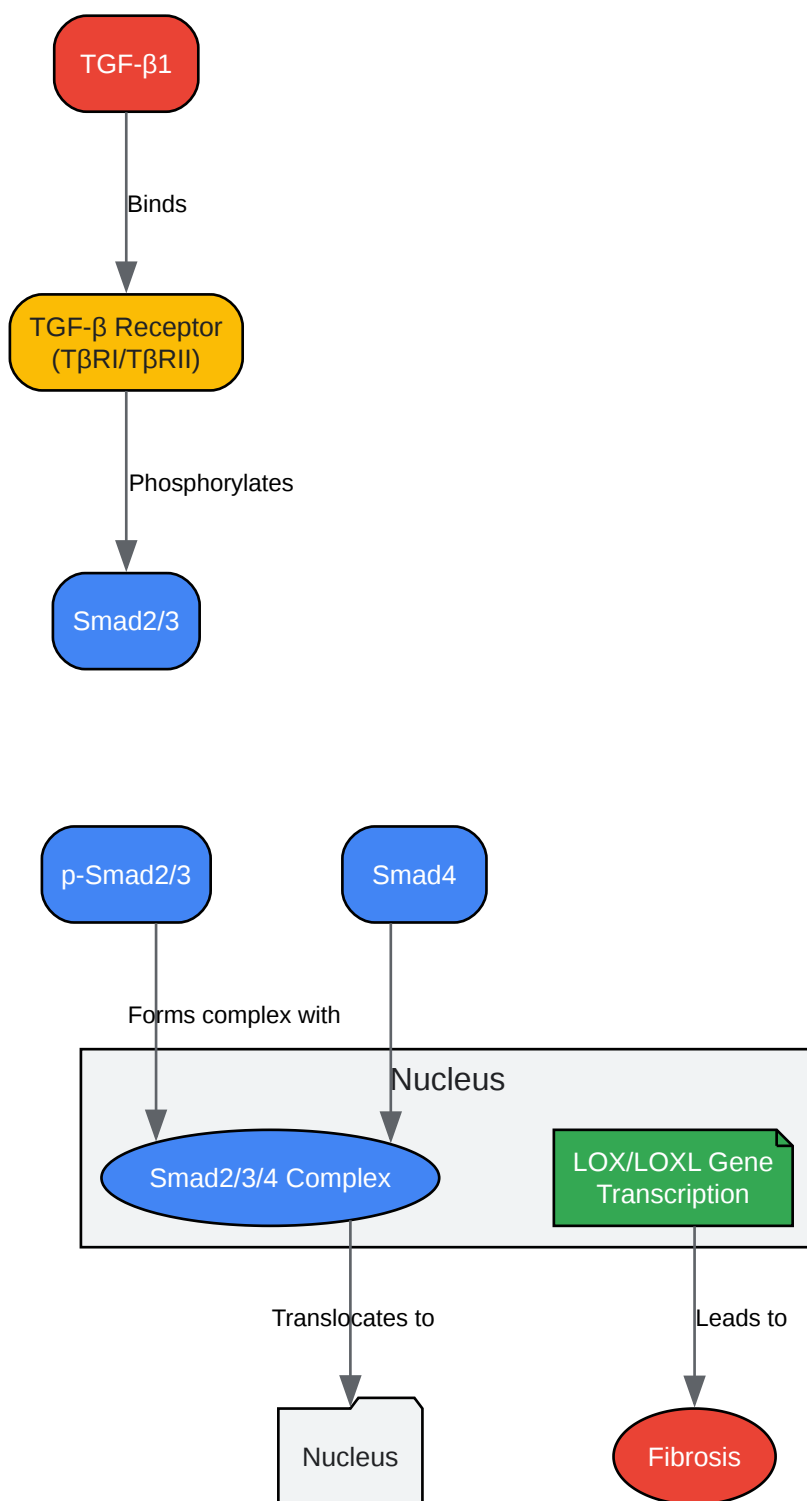 TGF-β1
Binds
TGF-β Receptor
(TβRI/TβRII)
Phosphorylates
Smad2/3
p-Smad2/3
Smad4
Forms complex with
Nucleus
Smad2/3/4 Complex
LOX/LOXL Gene
Transcription
Translocates to
Leads to
Nucleus
Fibrosis